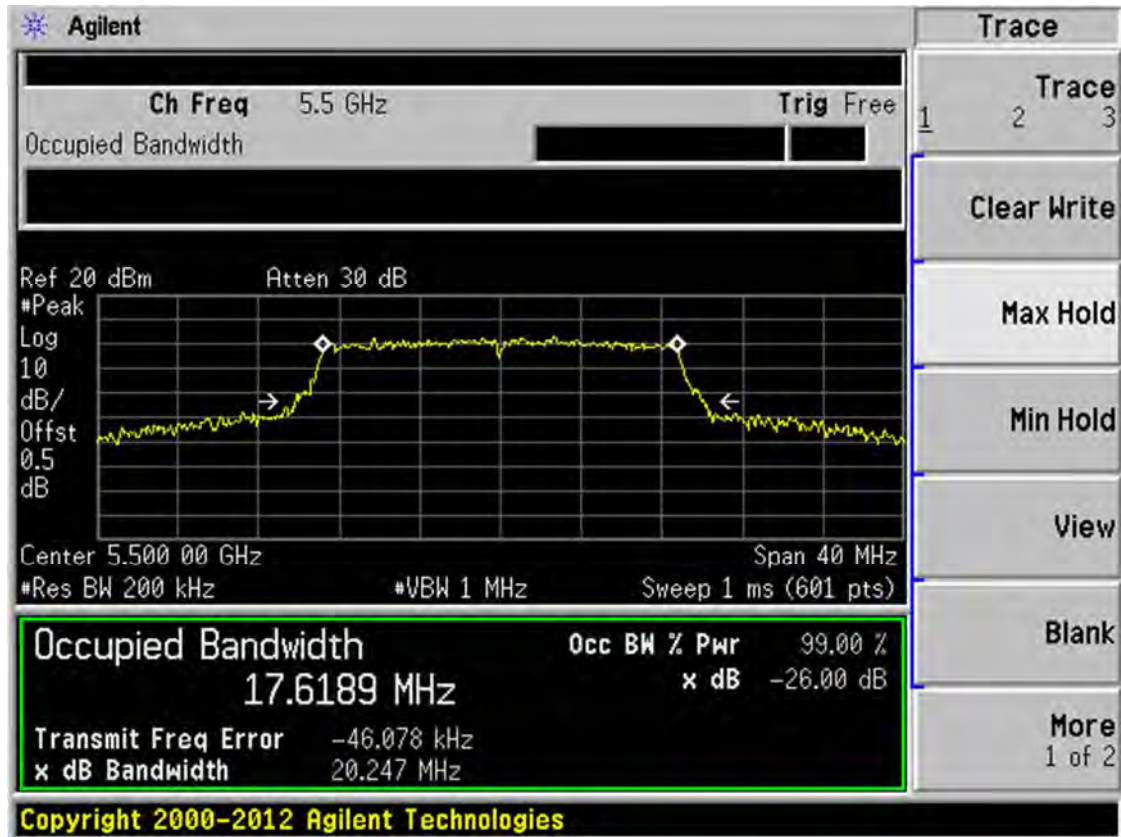 Agilent
Trace
Ch Freq 5.5 GHz Trig Free
Occupied Bandwidth
Trace
1 2 3
Clear Write
Max Hold
Min Hold
View
Blank
More
1 of 2
Ref 20 dBm Atten 30 dB
#Peak
Log
10
dB/
Offst
0.5
dB
Center 5.500 00 GHz Span 40 MHz
#Res BW 200 kHz #VBW 1 MHz Sweep 1 ms (601 pts)
Occupied Bandwidth Occ BW % Pwr 99.00 %
17.6189 MHz x dB -26.00 dB
Transmit Freq Error -46.078 kHz
x dB Bandwidth 20.247 MHz
Copyright 2000-2012 Agilent Technologies